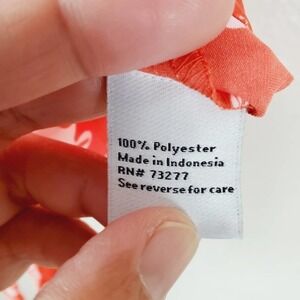 100% Polyester
Made in Indonesia
RN# 73277
See reverse for care